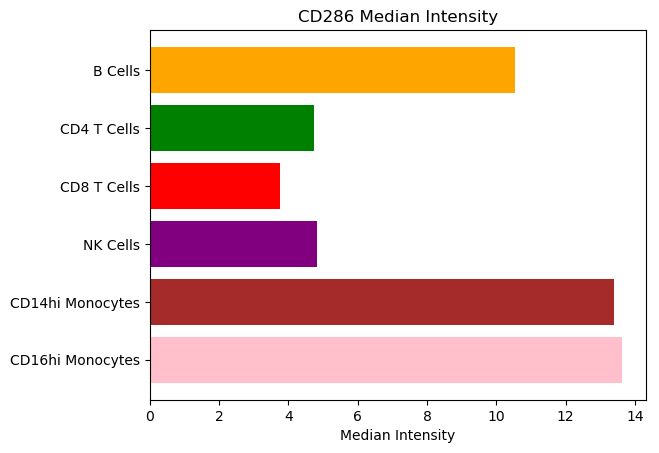 CD286 Median Intensity
B Cells
CD4 T Cells
CD8 T Cells
NK Cells
CD14hi Monocytes
CD16hi Monocytes
0 2 4 6 8 10 12 14
Median Intensity